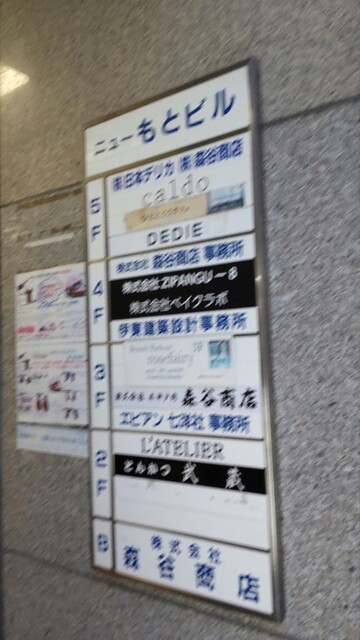 ニューもとビル
5F
㈲日本デリカ ㈲森谷商店
caldo
DEDIE
4F
株式会社 森谷商店 事務所
株式会社ZIPANGU－8
株式会社ベイクラボ
伊東建築設計事務所
3F
rosefairy
森谷商店
エビアン 七洋社 事務所
2F
L'ATELIER
とんかつ 武蔵
B
株式会社
森谷商店